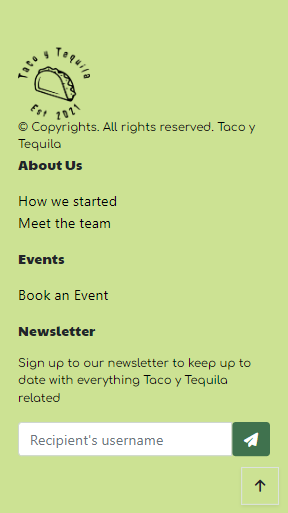 Taco y Tequila
Est 2021
© Copyrights. All rights reserved. Taco y
Tequila
About Us
How we started
Meet the team
Events
Book an Event
Newsletter
Sign up to our newsletter to keep up to
date with everything Taco y Tequila
related
Recipient's username